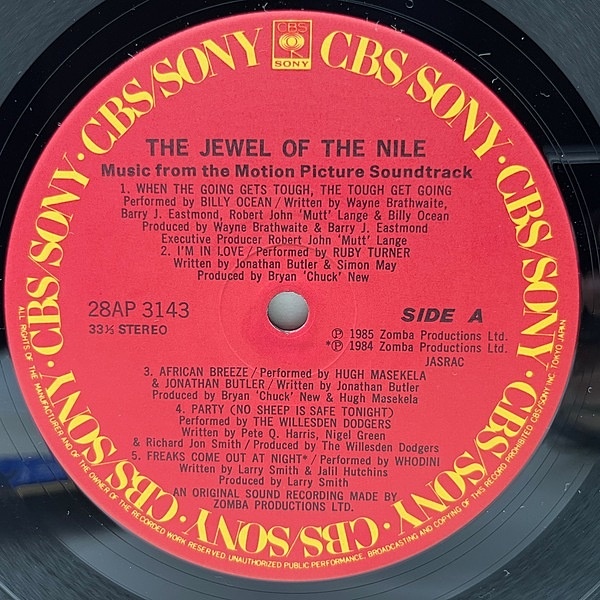 CBS
SONY
CBS/SONY · CBS/SONY · CBS/SONY · CBS/SONY · CBS/SONY · CBS/SONY · CBS/SONY · CBS/SONY
THE JEWEL OF THE NILE
Music from the Motion Picture Soundtrack
1. WHEN THE GOING GETS TOUGH, THE TOUGH GET GOING
Performed by BILLY OCEAN/Written by Wayne Brathwaite,
Barry J. Eastmond, Robert John 'Mutt' Lange & Billy Ocean
Produced by Wayne Brathwaite & Barry J. Eastmond
Executive Producer Robert John 'Mutt' Lange
2. I'M IN LOVE/Performed by RUBY TURNER
Written by Jonathan Butler & Simon May
Produced by Bryan 'Chuck' New
28AP 3143
33⅓ STEREO
SIDE A
Ⓟ 1985 Zomba Productions Ltd.
*Ⓟ 1984 Zomba Productions Ltd.
JASRAC
3. AFRICAN BREEZE/Performed by HUGH MASEKELA
& JONATHAN BUTLER/Written by Jonathan Butler
Produced by Bryan 'Chuck' New & Hugh Masekela
4. PARTY (NO SHEEP IS SAFE TONIGHT)
Performed by THE WILLESDEN DODGERS
Written by Pete Q. Harris, Nigel Green
& Richard Jon Smith/Produced by The Willesden Dodgers
5. FREAKS COME OUT AT NIGHT*/Performed by WHODINI
Written by Larry Smith & Jalil Hutchins
Produced by Larry Smith
AN ORIGINAL SOUND RECORDING MADE BY
ZOMBA PRODUCTIONS LTD.
ALL RIGHTS OF THE MANUFACTURER AND OF THE OWNER OF THE RECORDED WORK RESERVED. UNAUTHORIZED PUBLIC PERFORMANCE, BROADCASTING AND COPYING OF THIS RECORD PROHIBITED CBS/SONY INC. TOKYO JAPAN